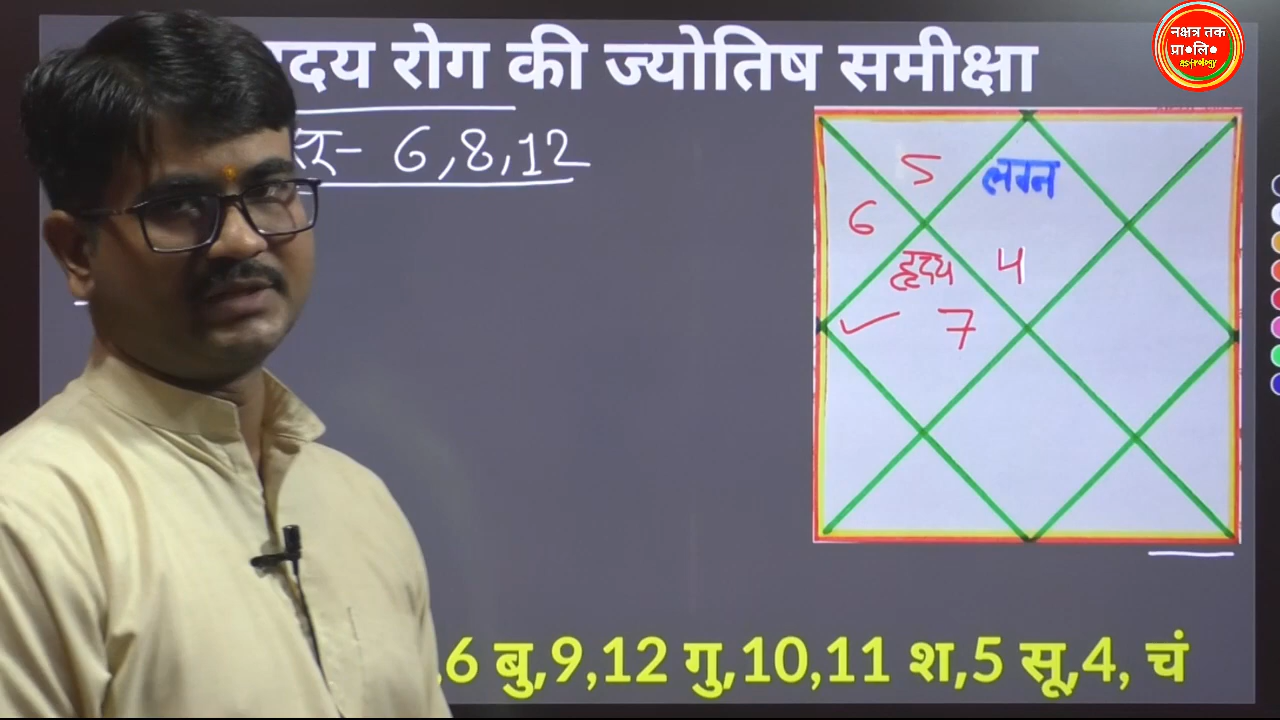 नक्षत्र तक
प्रा•लि•
astrology
दय रोग की ज्योतिष समीक्षा
6,8,12
5 लग्न
6
हृदय 4
7
,6 बु,9,12 गु,10,11 श,5 सू,4, चं